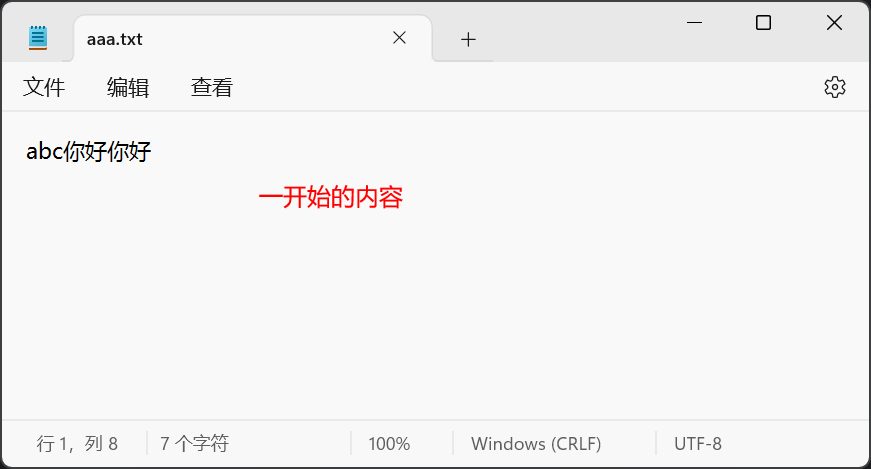 aaa.txt
文件 编辑 查看
abc你好你好
一开始的内容
行 1，列 8 7 个字符 100% Windows (CRLF) UTF-8